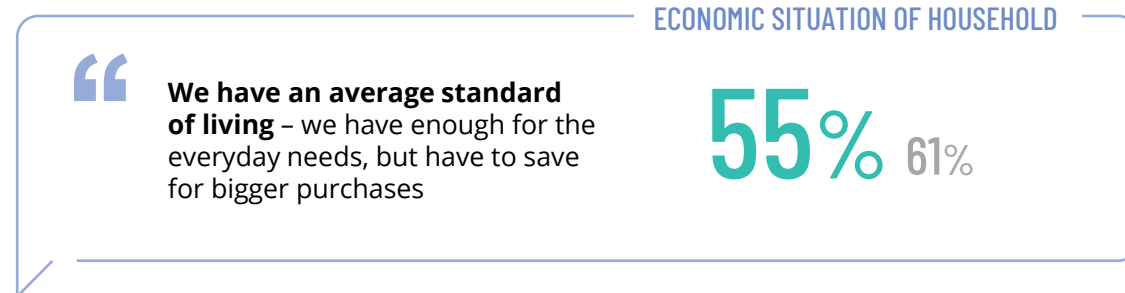 ECONOMIC SITUATION OF HOUSEHOLD
“
We have an average standard
of living – we have enough for the
everyday needs, but have to save
for bigger purchases
55% 61%